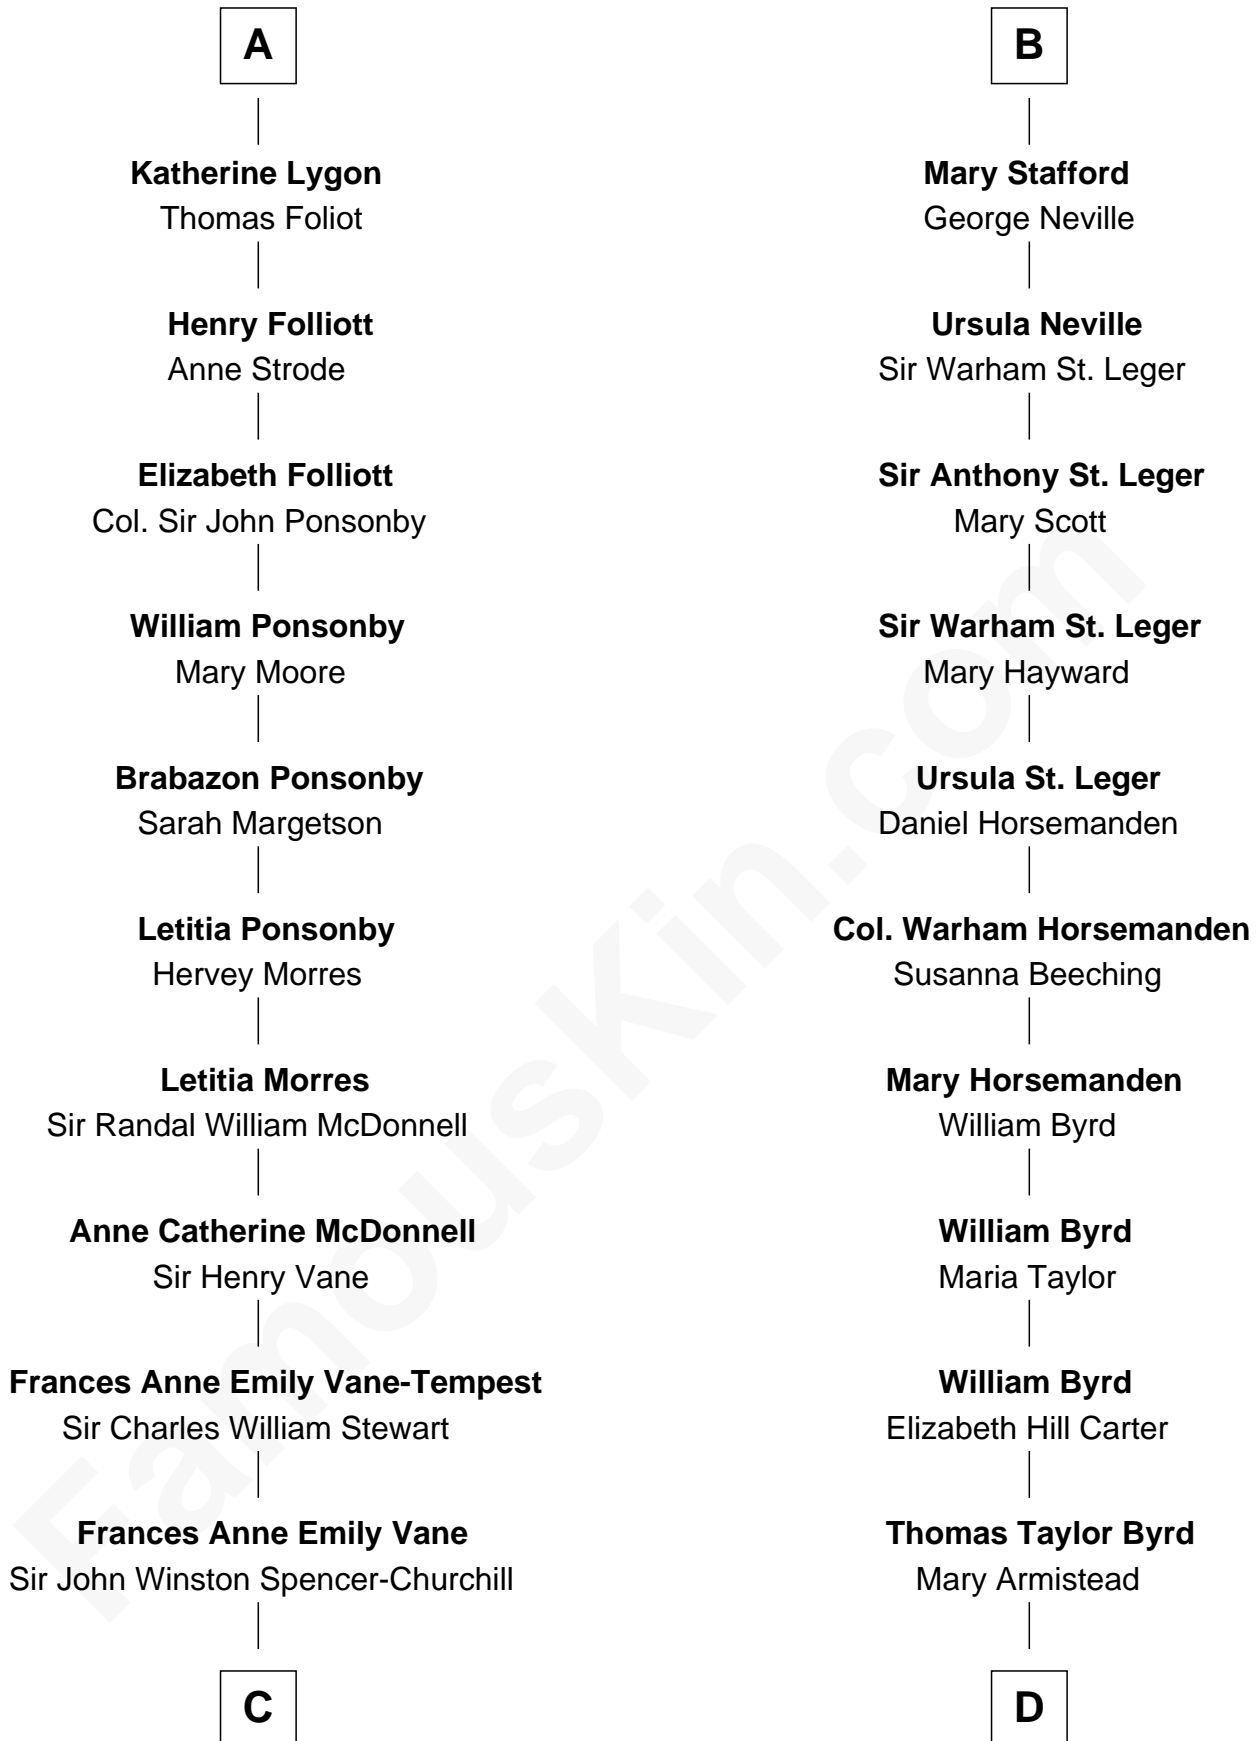 A
Katherine Lygon
Thomas Foliot
Henry Folliott
Anne Strode
Elizabeth Folliott
Col. Sir John Ponsonby
William Ponsonby
Mary Moore
Brabazon Ponsonby
Sarah Margetson
Letitia Ponsonby
Hervey Morres
Letitia Morres
Sir Randal William McDonnell
Anne Catherine McDonnell
Sir Henry Vane
Frances Anne Emily Vane-Tempest
Sir Charles William Stewart
Frances Anne Emily Vane
Sir John Winston Spencer-Churchill
C
B
Mary Stafford
George Neville
Ursula Neville
Sir Warham St. Leger
Sir Anthony St. Leger
Mary Scott
Sir Warham St. Leger
Mary Hayward
Ursula St. Leger
Daniel Horsemanden
Col. Warham Horsemanden
Susanna Beeching
Mary Horsemanden
William Byrd
William Byrd
Maria Taylor
William Byrd
Elizabeth Hill Carter
Thomas Taylor Byrd
Mary Armistead
D
FamousKin.com